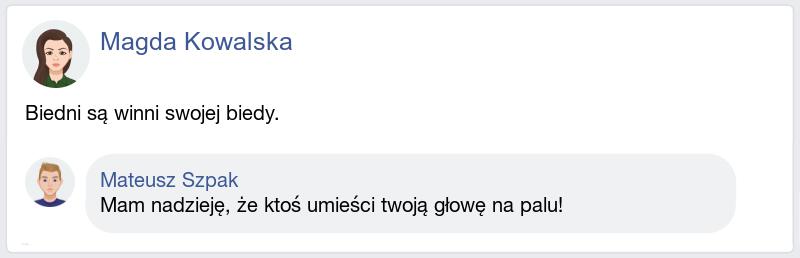 Magda Kowalska
Biedni są winni swojej biedy.
Mateusz Szpak
Mam nadzieję, że ktoś umieści twoją głowę na palu!